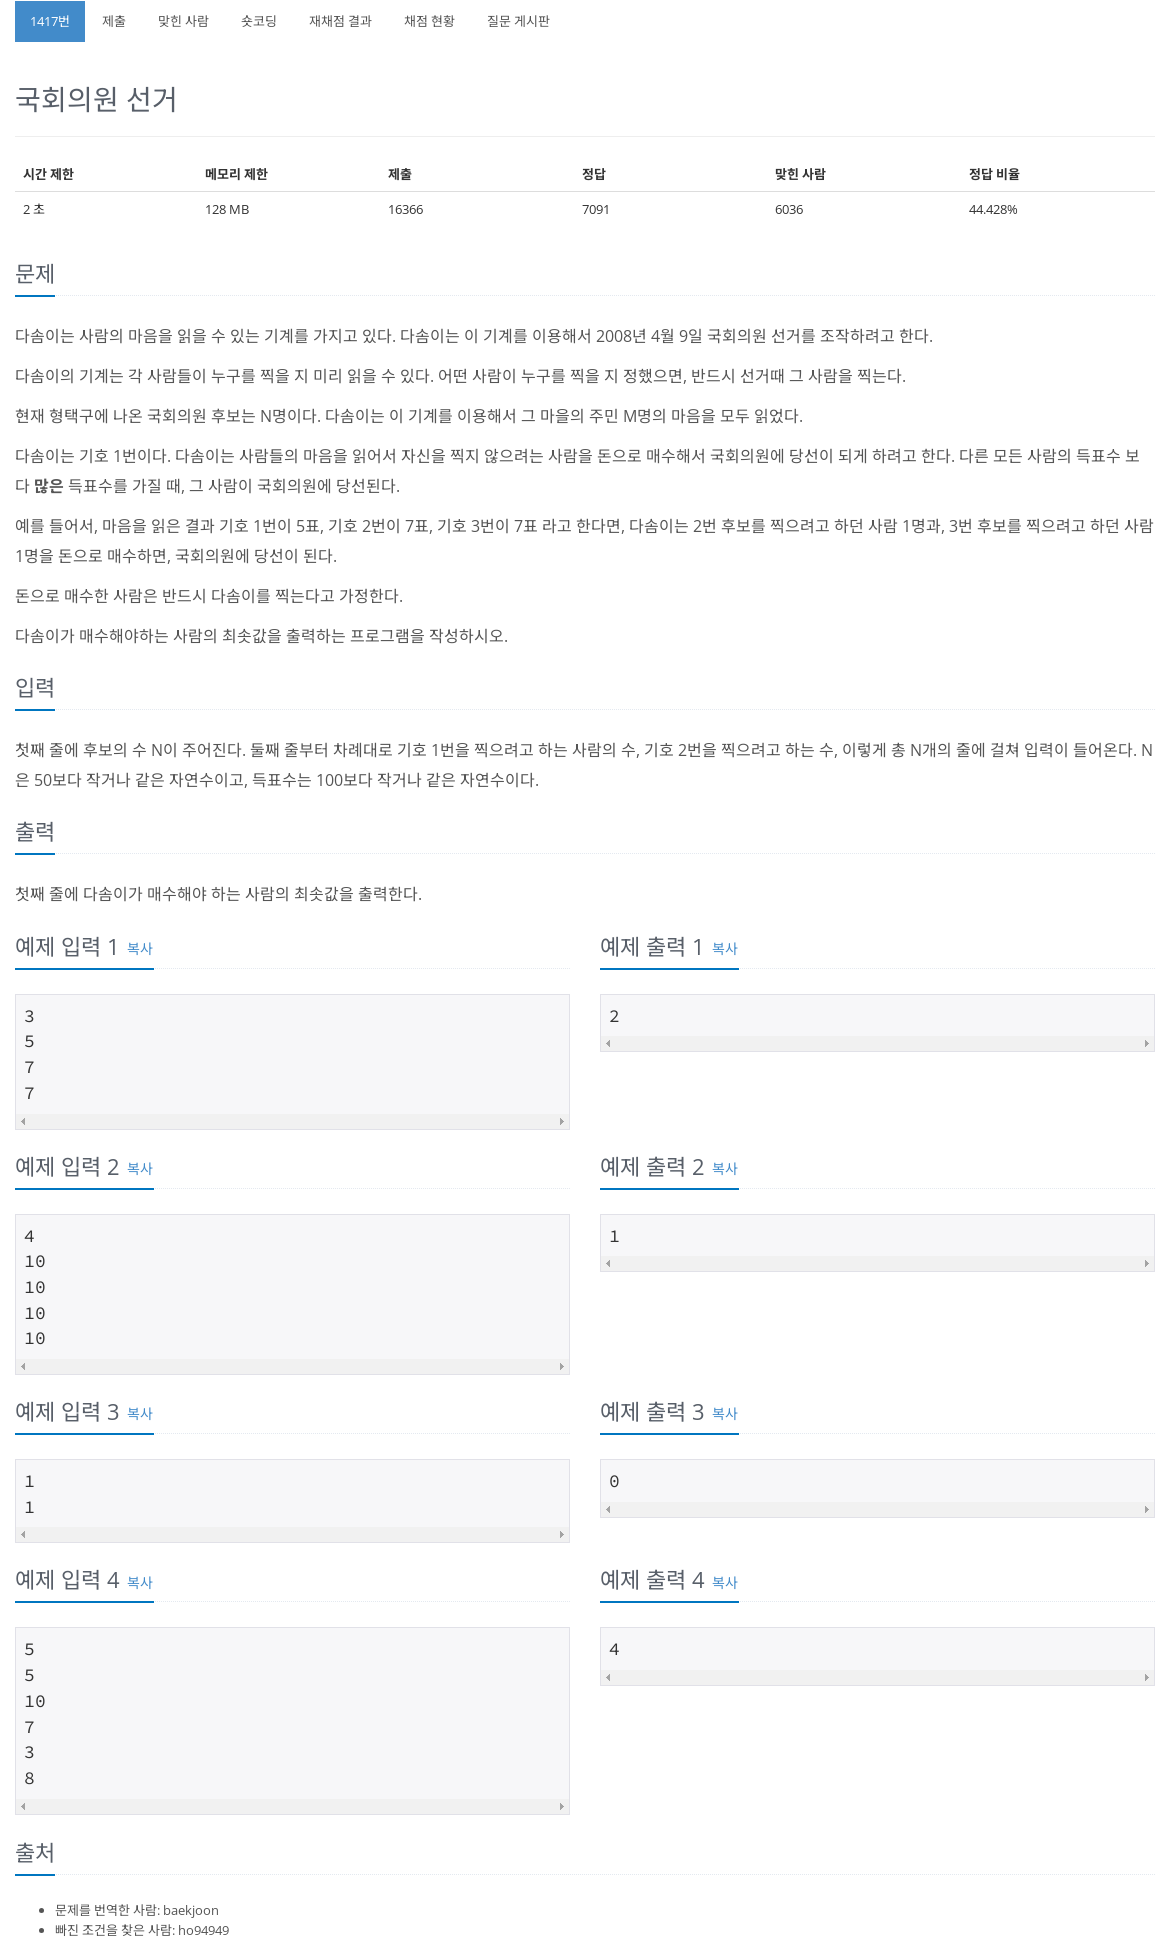 1417번 제출 맞힌 사람 숏코딩 재채점 결과 채점 현황 질문 게시판
국회의원 선거
시간 제한 메모리 제한 제출 정답 맞힌 사람 정답 비율
2 초 128 MB 16366 7091 6036 44.428%
문제
다솜이는 사람의 마음을 읽을 수 있는 기계를 가지고 있다. 다솜이는 이 기계를 이용해서 2008년 4월 9일 국회의원 선거를 조작하려고 한다.
다솜이의 기계는 각 사람들이 누구를 찍을 지 미리 읽을 수 있다. 어떤 사람이 누구를 찍을 지 정했으면, 반드시 선거때 그 사람을 찍는다.
현재 형택구에 나온 국회의원 후보는 N명이다. 다솜이는 이 기계를 이용해서 그 마을의 주민 M명의 마음을 모두 읽었다.
다솜이는 기호 1번이다. 다솜이는 사람들의 마음을 읽어서 자신을 찍지 않으려는 사람을 돈으로 매수해서 국회의원에 당선이 되게 하려고 한다. 다른 모든 사람의 득표수 보
다 많은 득표수를 가질 때, 그 사람이 국회의원에 당선된다.
예를 들어서, 마음을 읽은 결과 기호 1번이 5표, 기호 2번이 7표, 기호 3번이 7표 라고 한다면, 다솜이는 2번 후보를 찍으려고 하던 사람 1명과, 3번 후보를 찍으려고 하던 사람
1명을 돈으로 매수하면, 국회의원에 당선이 된다.
돈으로 매수한 사람은 반드시 다솜이를 찍는다고 가정한다.
다솜이가 매수해야하는 사람의 최솟값을 출력하는 프로그램을 작성하시오.
입력
첫째 줄에 후보의 수 N이 주어진다. 둘째 줄부터 차례대로 기호 1번을 찍으려고 하는 사람의 수, 기호 2번을 찍으려고 하는 수, 이렇게 총 N개의 줄에 걸쳐 입력이 들어온다. N
은 50보다 작거나 같은 자연수이고, 득표수는 100보다 작거나 같은 자연수이다.
출력
첫째 줄에 다솜이가 매수해야 하는 사람의 최솟값을 출력한다.
예제 입력 1 복사
3
5
7
7
예제 출력 1 복사
2
예제 입력 2 복사
4
10
10
10
10
예제 출력 2 복사
1
예제 입력 3 복사
1
1
예제 출력 3 복사
0
예제 입력 4 복사
5
5
10
7
3
8
예제 출력 4 복사
4
출처
문제를 번역한 사람: baekjoon
빠진 조건을 찾은 사람: ho94949